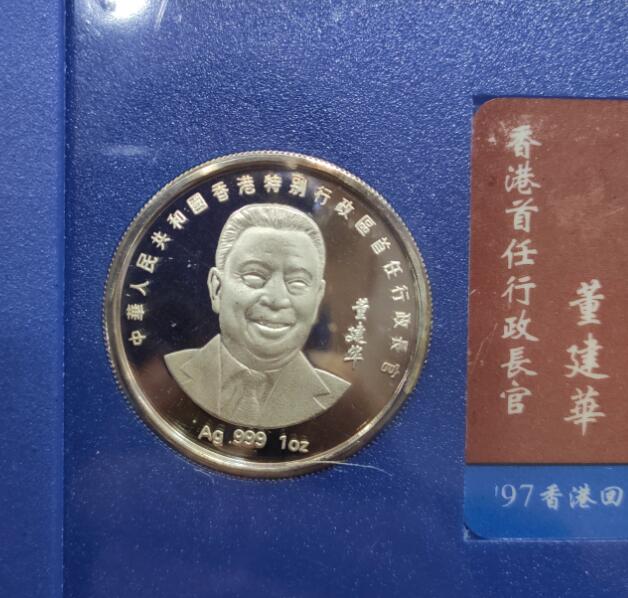 中華人民共和國香港特别行政區首任行政長官
董建华
Ag .999 1oz
香港首任行政長官
董建華
'97香港回